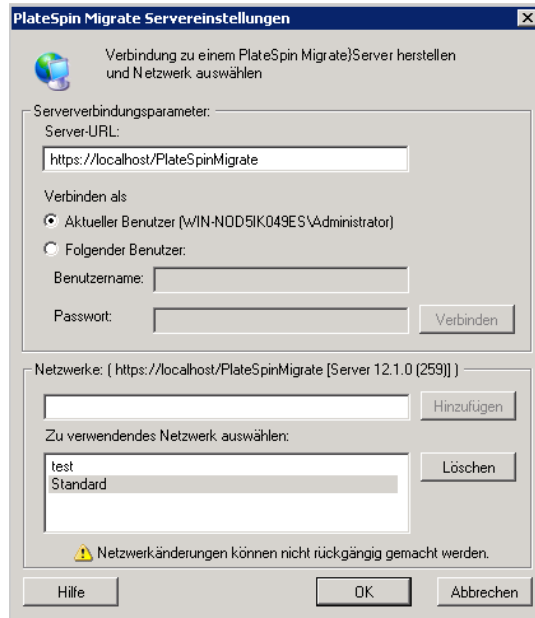 PlateSpin Migrate Servereinstellungen
Verbindung zu einem PlateSpin Migrate}Server herstellen
und Netzwerk auswählen
Serververbindungsparameter:
Server-URL:
https://localhost/PlateSpinMigrate
Verbinden als
Aktueller Benutzer (WIN-NOD5IK049ES\Administrator)
Folgender Benutzer:
Benutzername:
Passwort:
Verbinden
Netzwerke: ( https://localhost/PlateSpinMigrate [Server 12.1.0 (259)] )
Hinzufügen
Zu verwendendes Netzwerk auswählen:
test
Standard
Löschen
Netzwerkänderungen können nicht rückgängig gemacht werden.
Hilfe
OK
Abbrechen